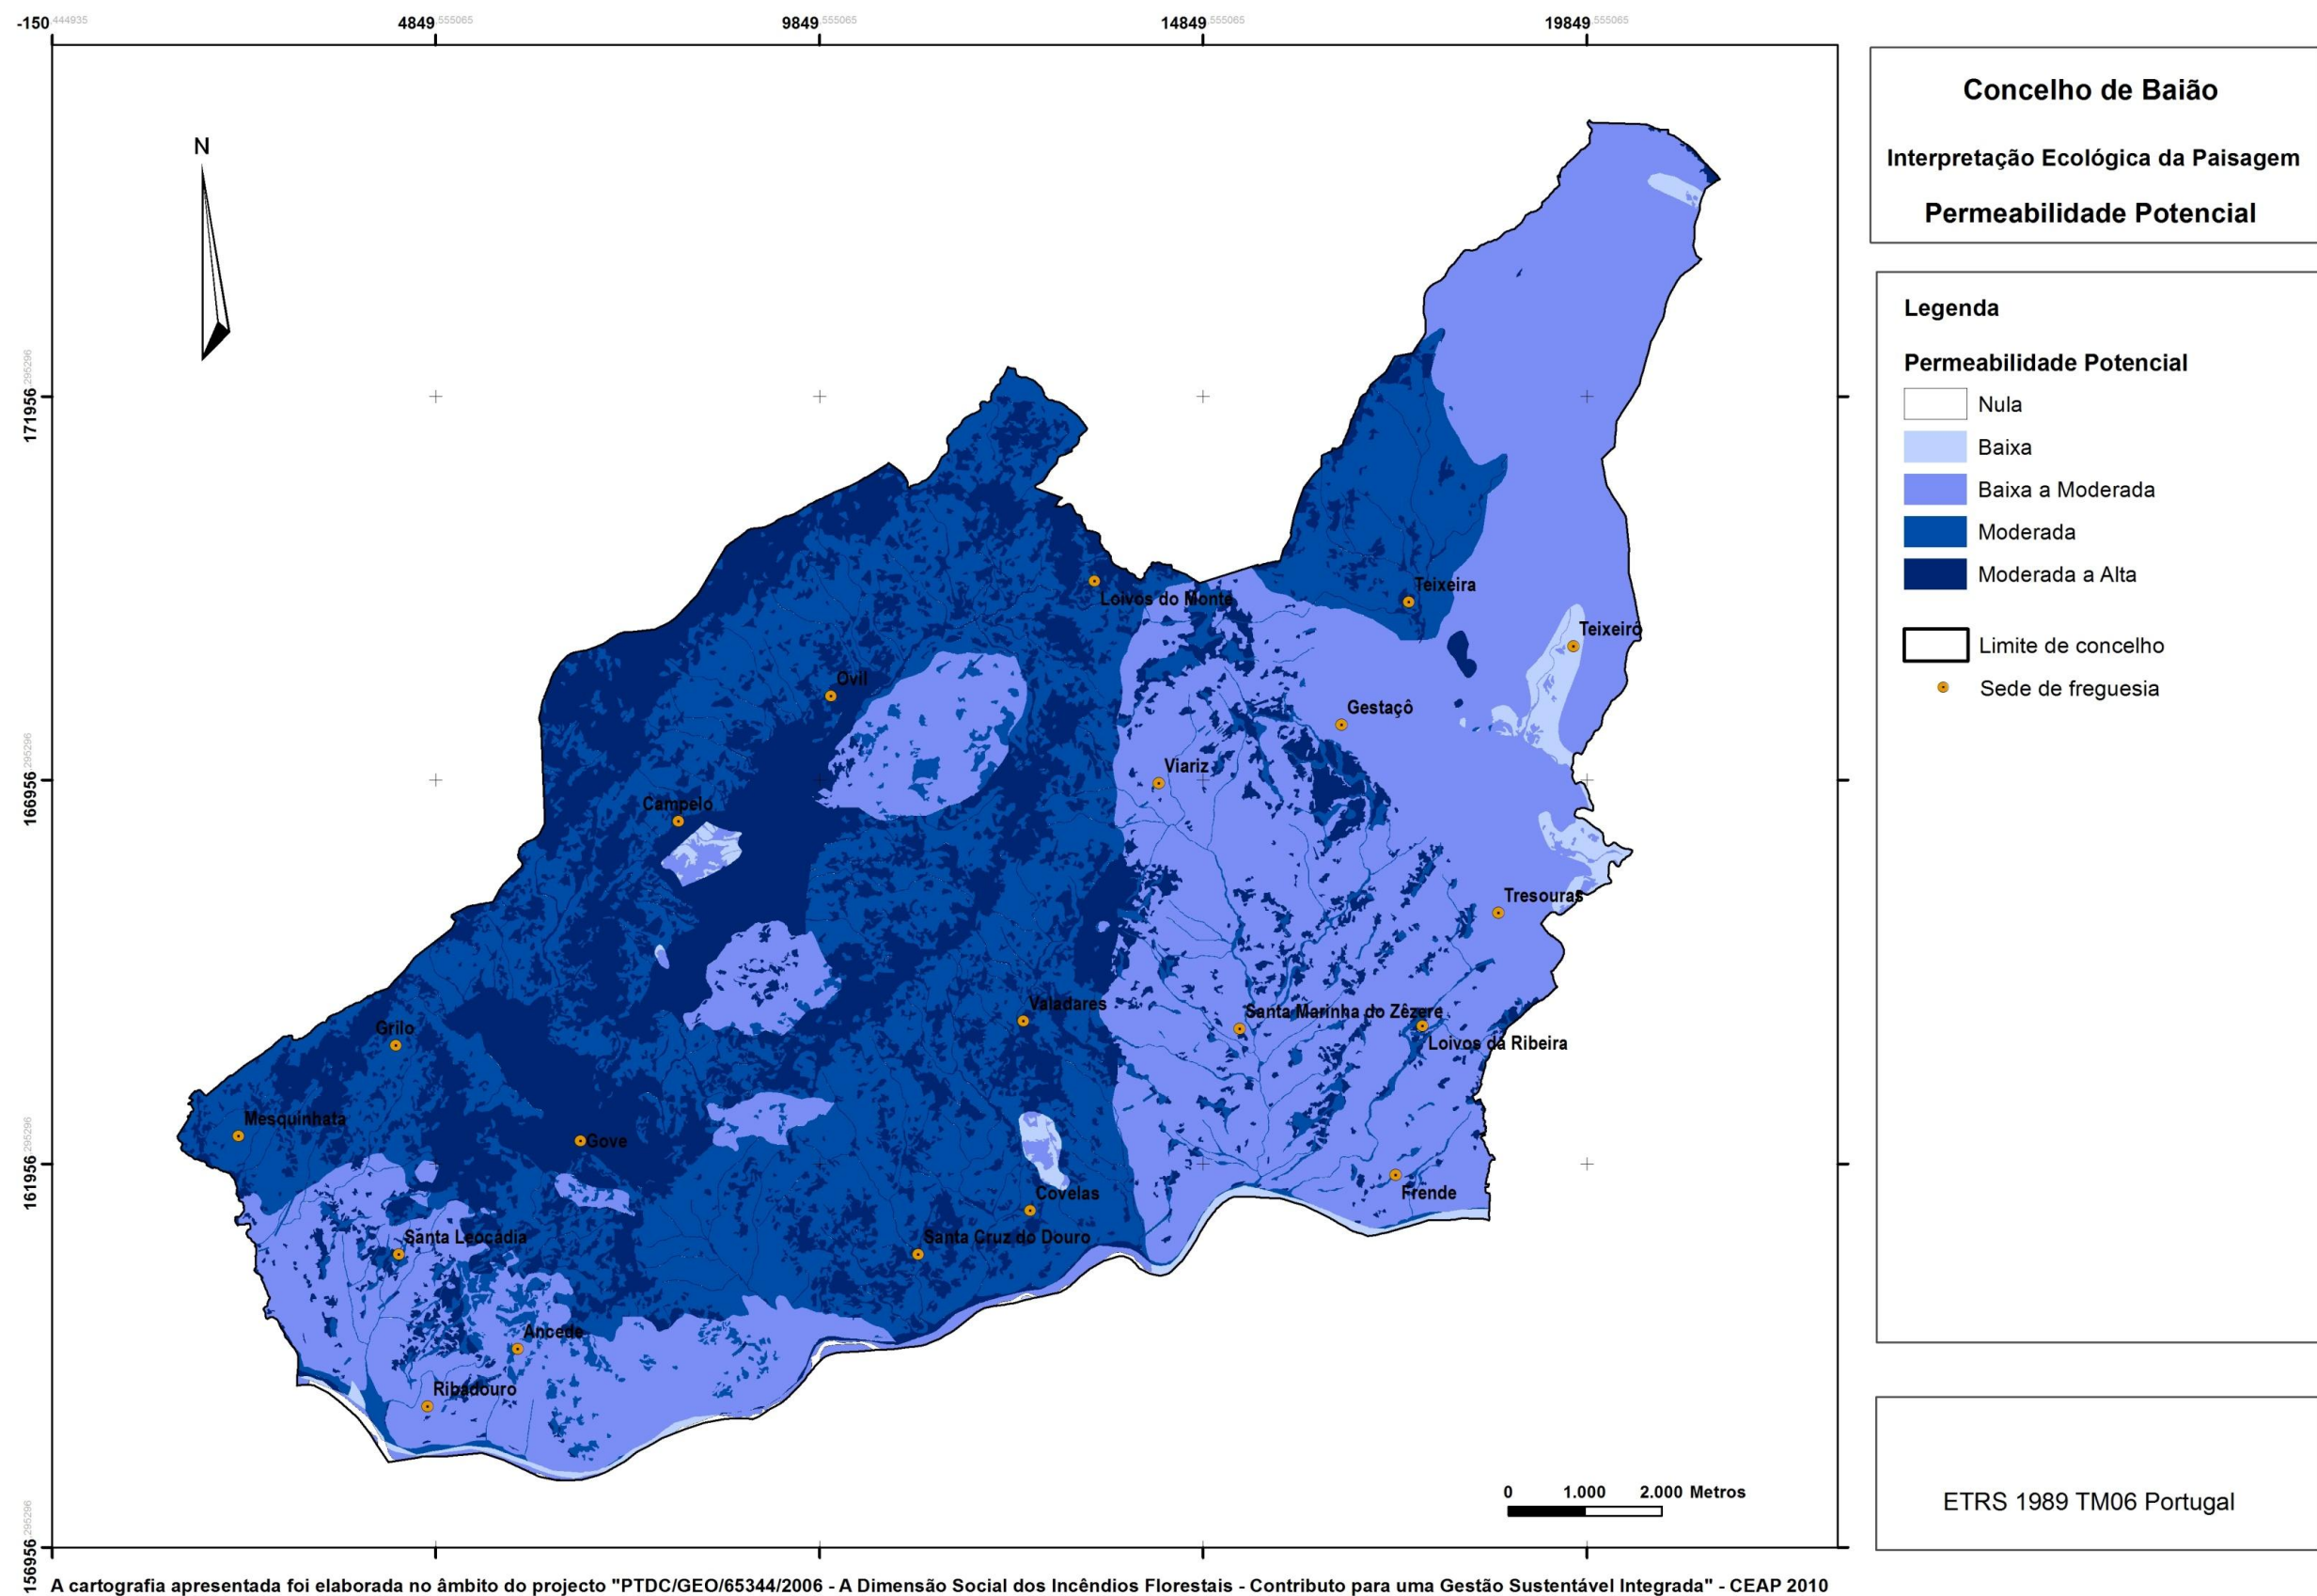 -150,444935 4849,555065 9849,555065 14849,555065 19849,555065
171956,295296
166956,295296
161956,295296
156956,295296
N
Loivos do Monte
Teixeira
Teixeiró
Ovil
Gestaçô
Viariz
Campelo
Tresouras
Valadares
Santa Marinha do Zêzere
Grilo
Loivos da Ribeira
Mesquinhata
Gove
Covelas
Frende
Santa Leocádia
Santa Cruz do Douro
Ancede
Ribadouro
0 1.000 2.000 Metros
Concelho de Baião
Interpretação Ecológica da Paisagem
Permeabilidade Potencial
Legenda
Permeabilidade Potencial
Nula
Baixa
Baixa a Moderada
Moderada
Moderada a Alta
Limite de concelho
Sede de freguesia
ETRS 1989 TM06 Portugal
A cartografia apresentada foi elaborada no âmbito do projecto "PTDC/GEO/65344/2006 - A Dimensão Social dos Incêndios Florestais - Contributo para uma Gestão Sustentável Integrada" - CEAP 2010